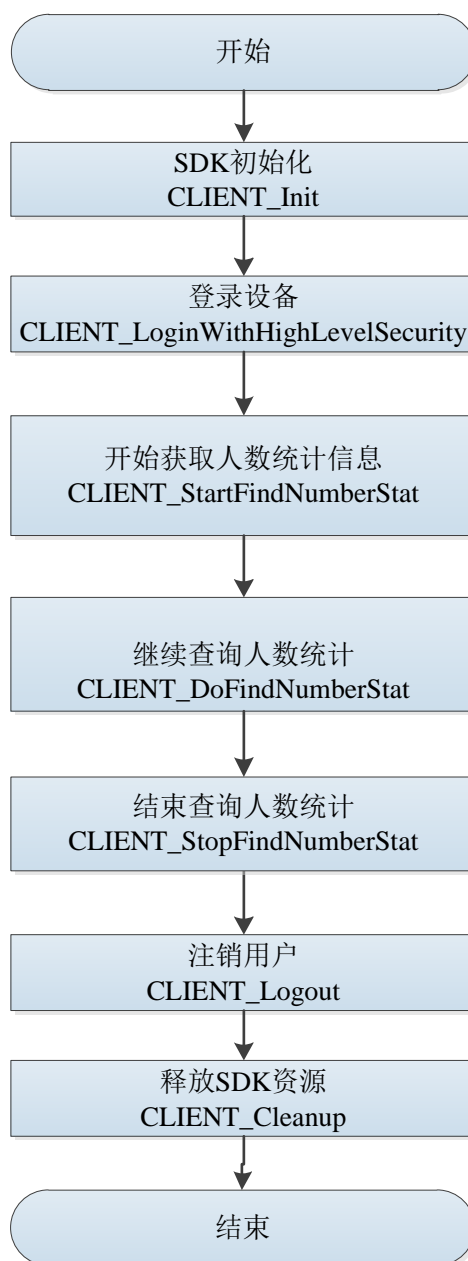 开始
SDK初始化
CLIENT_Init
登录设备
CLIENT_LoginWithHighLevelSecurity
开始获取人数统计信息
CLIENT_StartFindNumberStat
继续查询人数统计
CLIENT_DoFindNumberStat
结束查询人数统计
CLIENT_StopFindNumberStat
注销用户
CLIENT_Logout
释放SDK资源
CLIENT_Cleanup
结束